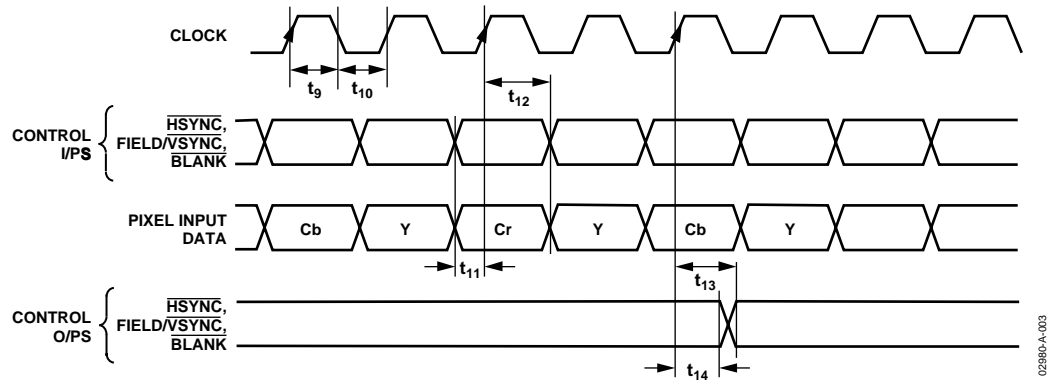 CLOCK
t9
t10
t12
CONTROL
I/PS
HSYNC,
FIELD/VSYNC,
BLANK
PIXEL INPUT
DATA
Cb
Y
Cr
Y
Cb
Y
t11
t13
CONTROL
O/PS
HSYNC,
FIELD/VSYNC,
BLANK
t14
02980-A-003